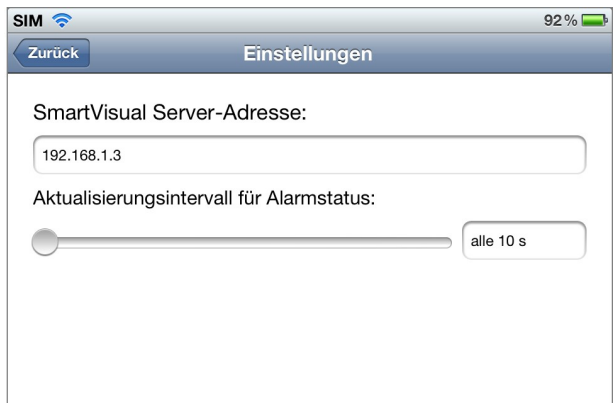 SIM 92 %
Zurück Einstellungen
SmartVisual Server-Adresse:
192.168.1.3
Aktualisierungsintervall für Alarmstatus:
alle 10 s